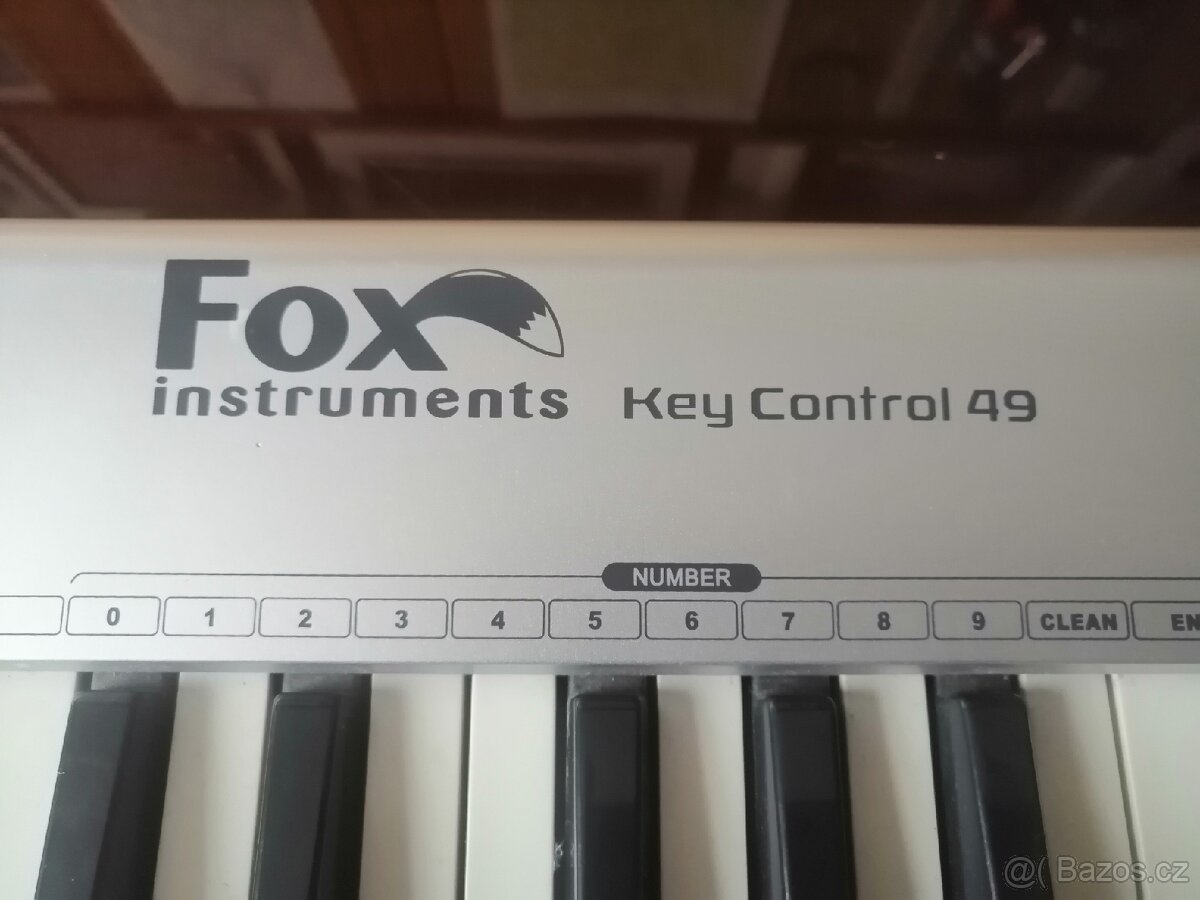 Fox
instruments Key Control 49
NUMBER
0 1 2 3 4 5 6 7 8 9 CLEAN EN
@( Bazos.cz